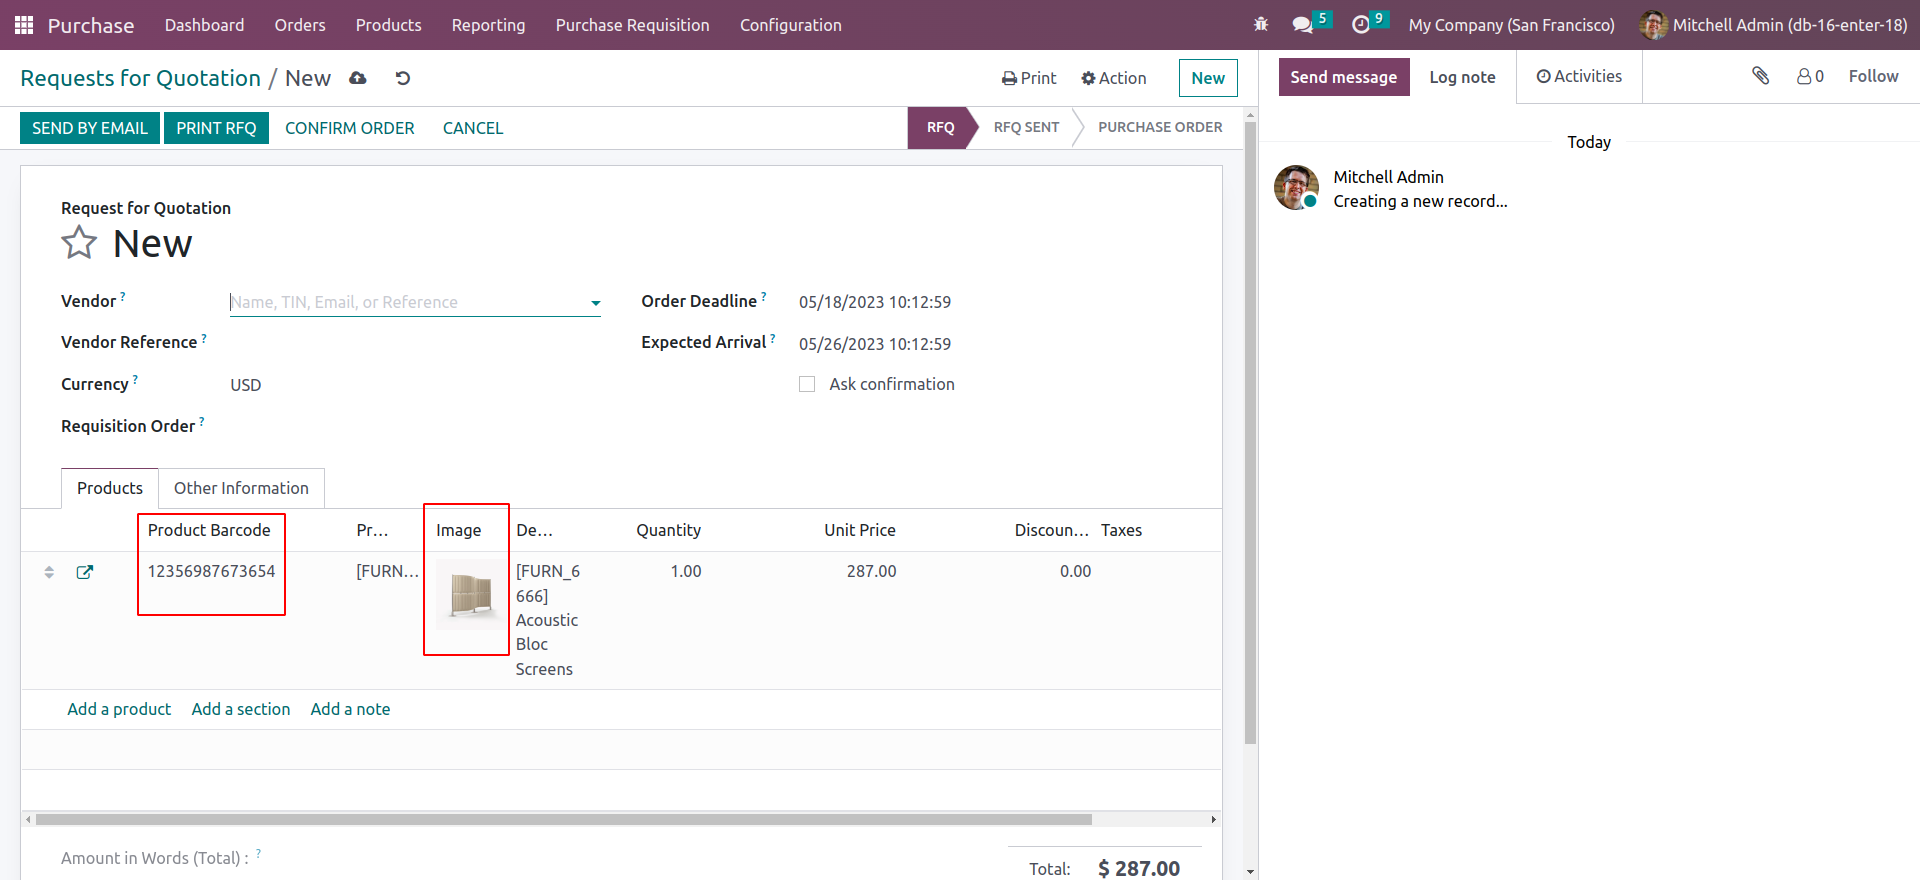 Purchase Dashboard Orders Products Reporting Purchase Requisition Configuration 5 9 My Company (San Francisco) Mitchell Admin (db-16-enter-18)
Requests for Quotation / New Print Action New
Send message Log note Activities 0 Follow
SEND BY EMAIL PRINT RFQ CONFIRM ORDER CANCEL RFQ RFQ SENT PURCHASE ORDER
Today
Mitchell Admin
Creating a new record...
Request for Quotation
New
Vendor ? Name, TIN, Email, or Reference Order Deadline ? 05/18/2023 10:12:59
Vendor Reference ? Expected Arrival ? 05/26/2023 10:12:59
Currency ? USD Ask confirmation
Requisition Order ?
Products Other Information
Product Barcode Pr... Image De... Quantity Unit Price Discoun... Taxes
12356987673654 [FURN... [FURN_6 1.00 287.00 0.00
666]
Acoustic
Bloc
Screens
Add a product Add a section Add a note
Amount in Words (Total) : ?
Total: $ 287.00